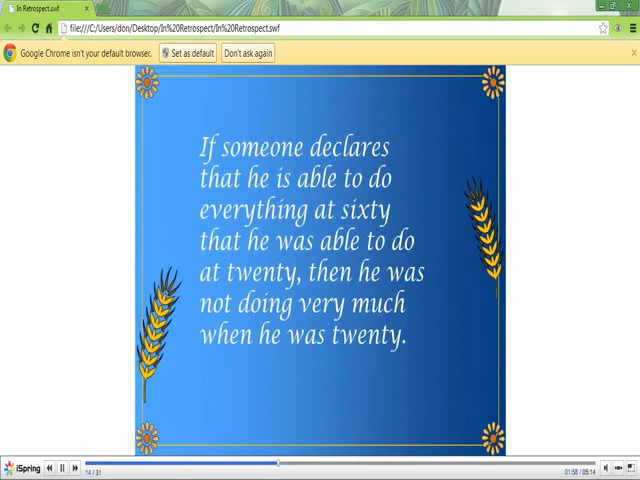 In Retrospect.swf
file:///C:/Users/don/Desktop/In%20Retrospect/In%20Retrospect.swf
Google Chrome isn't your default browser. Set as default Don't ask again
If someone declares
that he is able to do
everything at sixty
that he was able to do
at twenty, then he was
not doing very much
when he was twenty.
iSpring
14 / 31
01:58 / 05:14